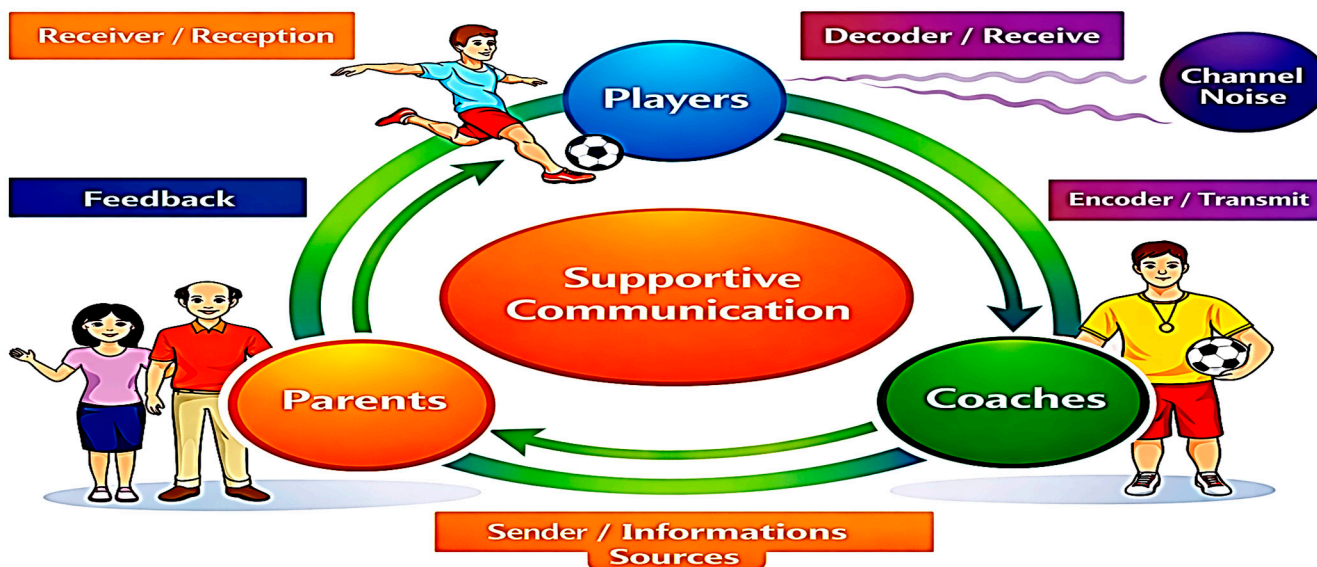 Receiver / Reception
Decoder / Receive
Players
Channel
Noise
Feedback
Encoder / Transmit
Supportive
Communication
Parents
Coaches
Sender / Informations
Sources